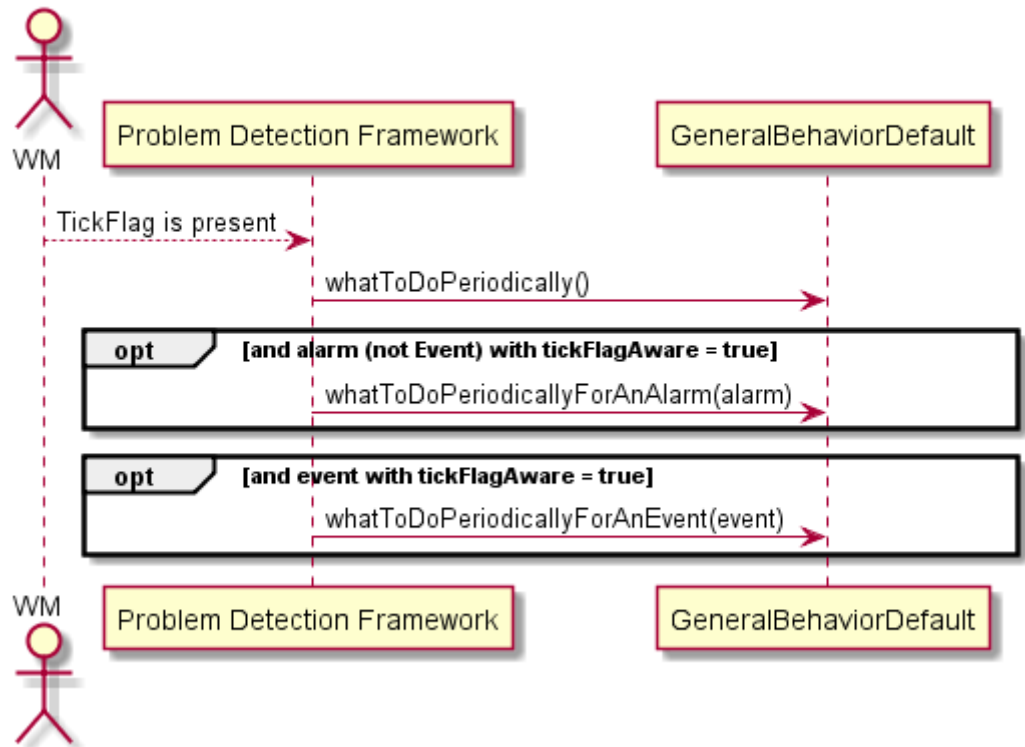 WM
Problem Detection Framework
GeneralBehaviorDefault
TickFlag is present
whatToDoPeriodically()
opt [and alarm (not Event) with tickFlagAware = true]
whatToDoPeriodicallyForAnAlarm(alarm)
opt [and event with tickFlagAware = true]
whatToDoPeriodicallyForAnEvent(event)
WM
Problem Detection Framework
GeneralBehaviorDefault